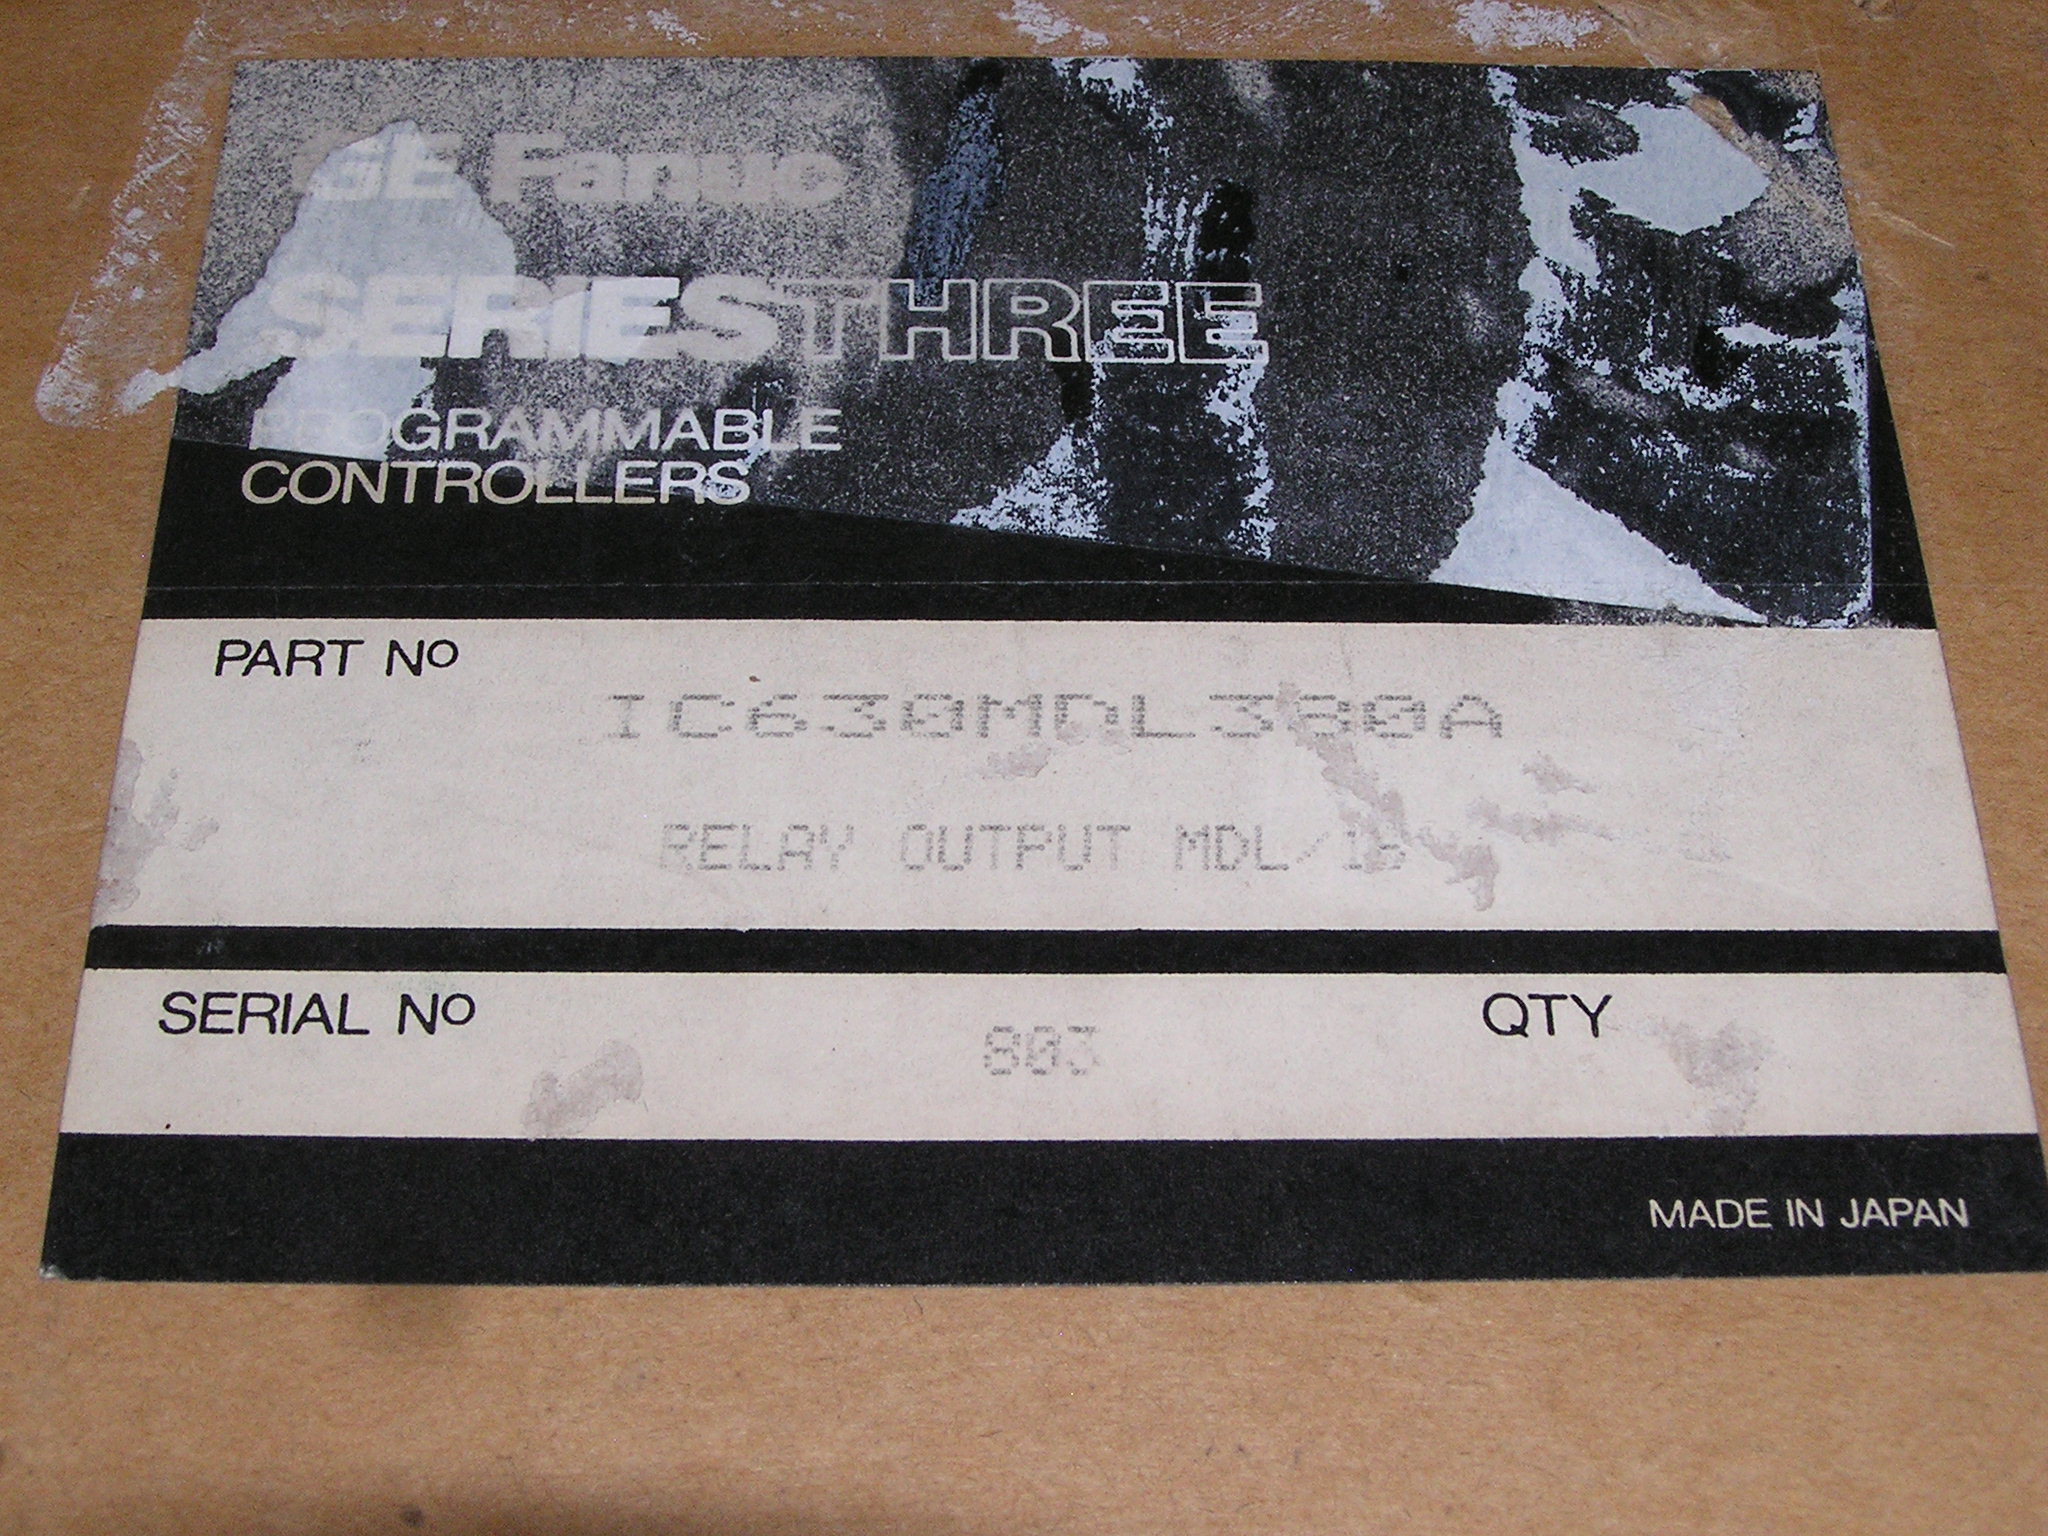 GE Fanuc
SERIES THREE
PROGRAMMABLE
CONTROLLERS
PART No
IC630MDL380A
RELAY OUTPUT MDL/16
SERIAL No
QTY
803
MADE IN JAPAN